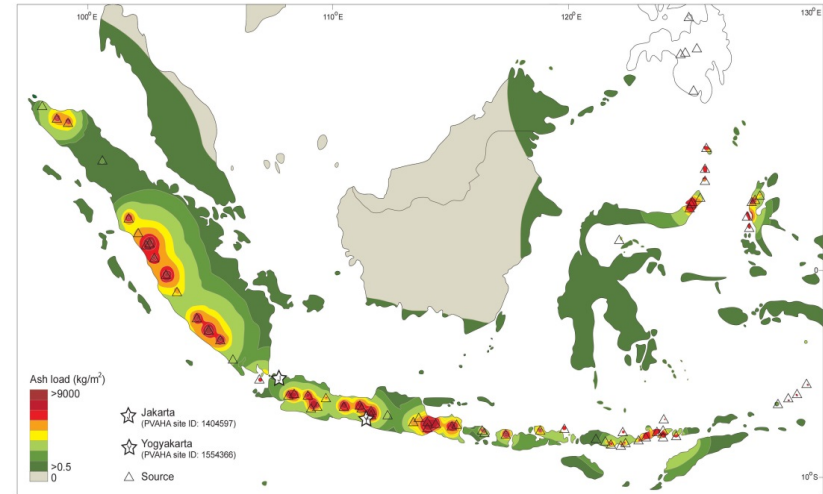 100°E
110°E
120°E
130°E
0
10°S
Ash load (kg/m²)
>9000
>0.5
0
Jakarta
(PVAHA site ID: 1404597)
Yogyakarta
(PVAHA site ID: 1554366)
Source